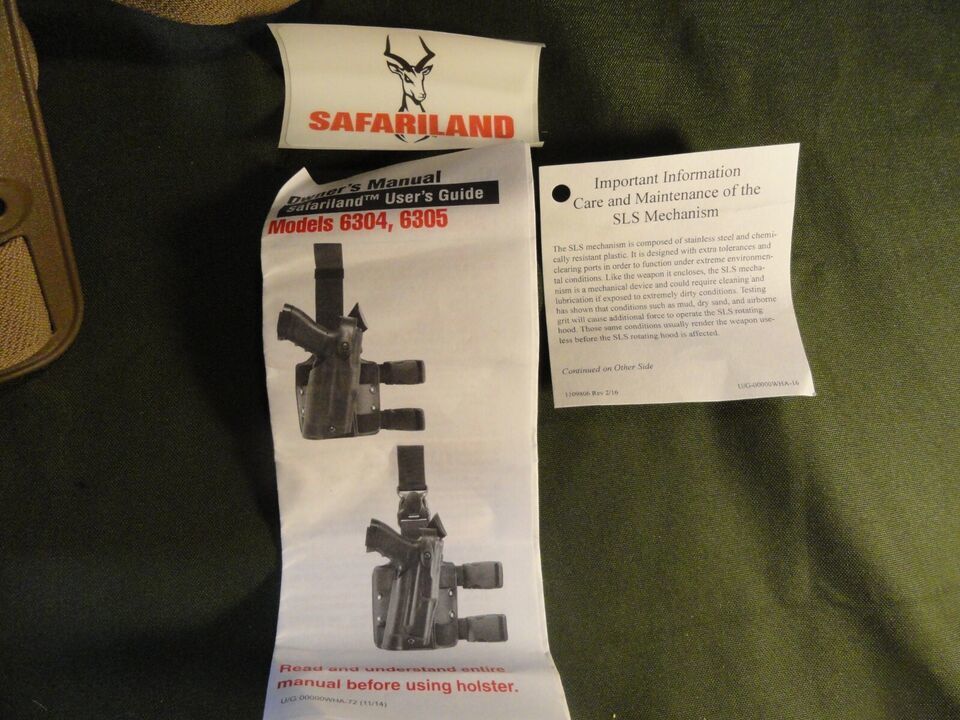 SAFARILAND
Owner's Manual
safariland™ User's Guide
Models 6304, 6305
Read and understand entire
manual before using holster.
U/G-00000WHA-72 (11/14)
Important Information
Care and Maintenance of the
SLS Mechanism
The SLS mechanism is composed of stainless steel and chemi-
cally resistant plastic. It is designed with extra tolerances and
clearing ports in order to function under extreme environmen-
tal conditions. Like the weapon it encloses, the SLS mecha-
nism is a mechanical device and could require cleaning and
lubrication if exposed to extremely dirty conditions. Testing
has shown that conditions such as mud, dry sand, and airborne
grit will cause additional force to operate the SLS rotating
hood. Those same conditions usually render the weapon use-
less before the SLS rotating hood is affected.
Continued on Other Side
1109806 Rev 2/16
U/G-00000WHA-16